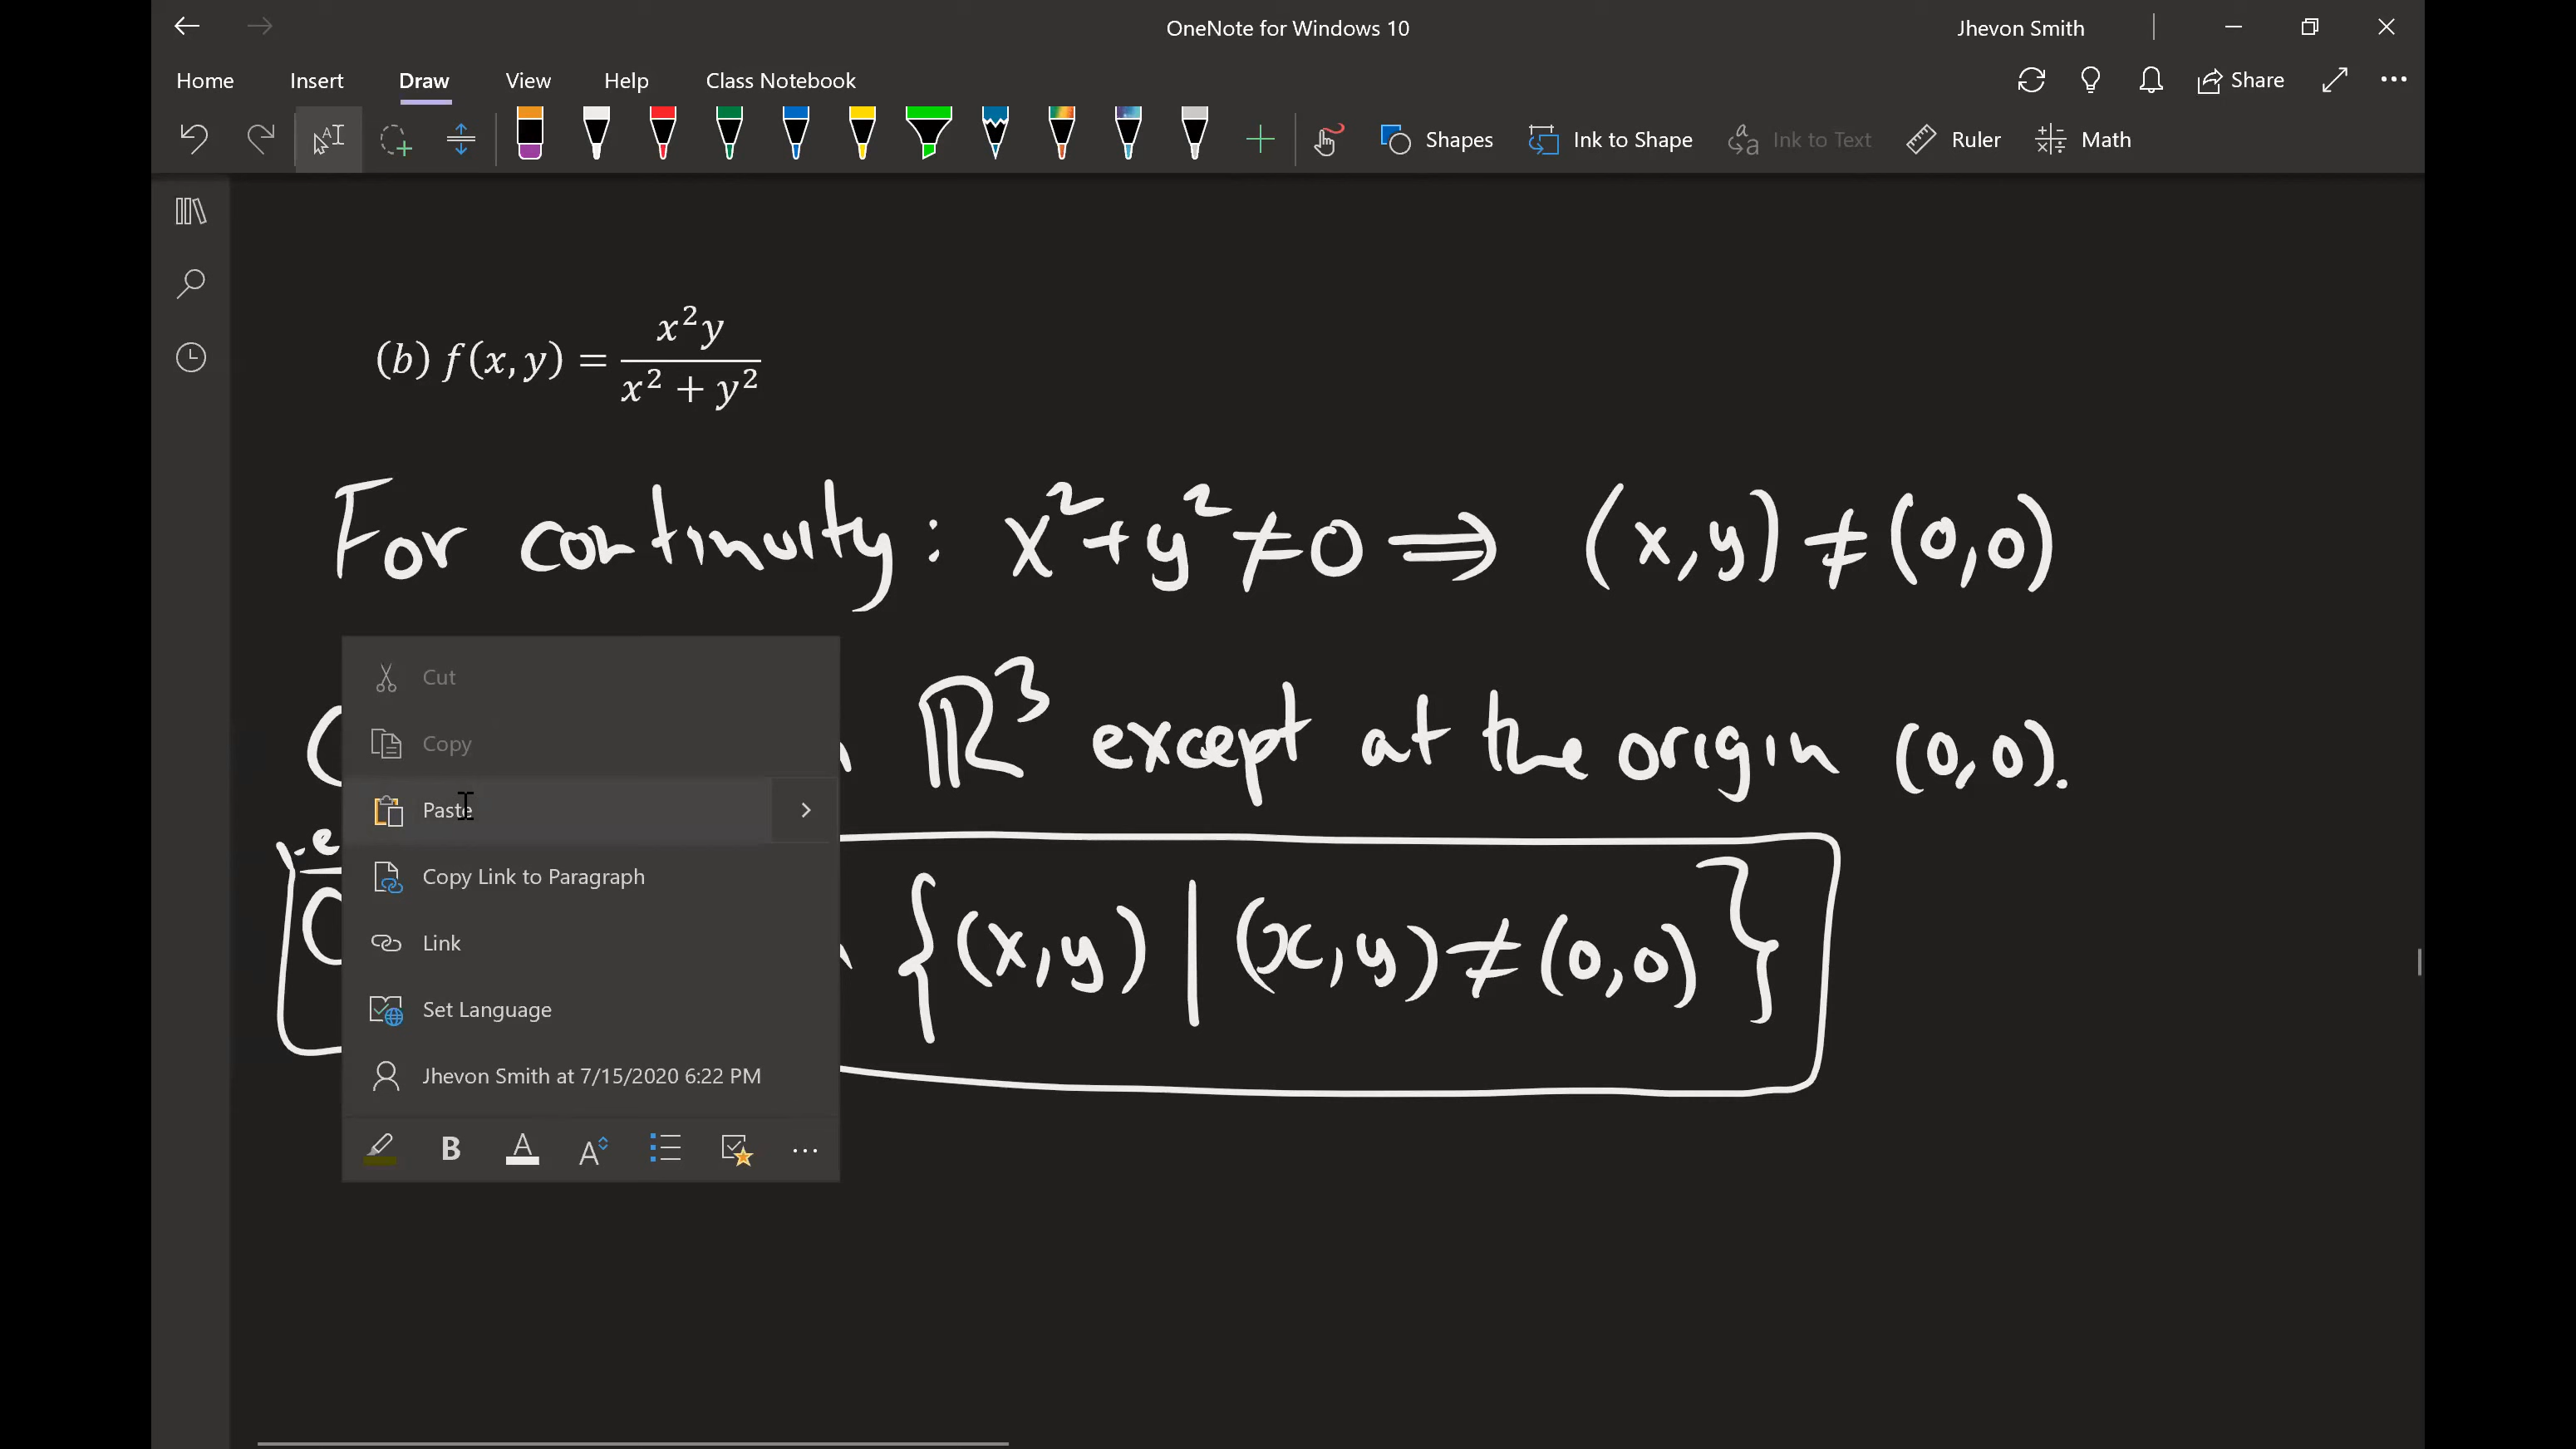 OneNote for Windows 10
Jhevon Smith
Home Insert Draw View Help Class Notebook
Share
Shapes Ink to Shape Ink to Text Ruler Math
(b) f(x, y) = x²y / x² + y²
For continuity: x²+y²≠0 ⟹ (x,y) ≠ (0,0)
ℝ³ except at the origin (0,0).
i.e
{(x,y) | (x,y) ≠ (0,0)}
Cut
Copy
Paste
Copy Link to Paragraph
Link
Set Language
Jhevon Smith at 7/15/2020 6:22 PM